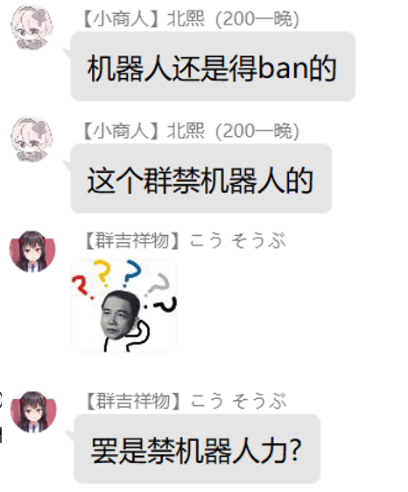 【小商人】北熙（200一晚）
机器人还是得ban的
【小商人】北熙（200一晚）
这个群禁机器人的
【群吉祥物】こう そうぶ
【群吉祥物】こう そうぶ
罢是禁机器人力?